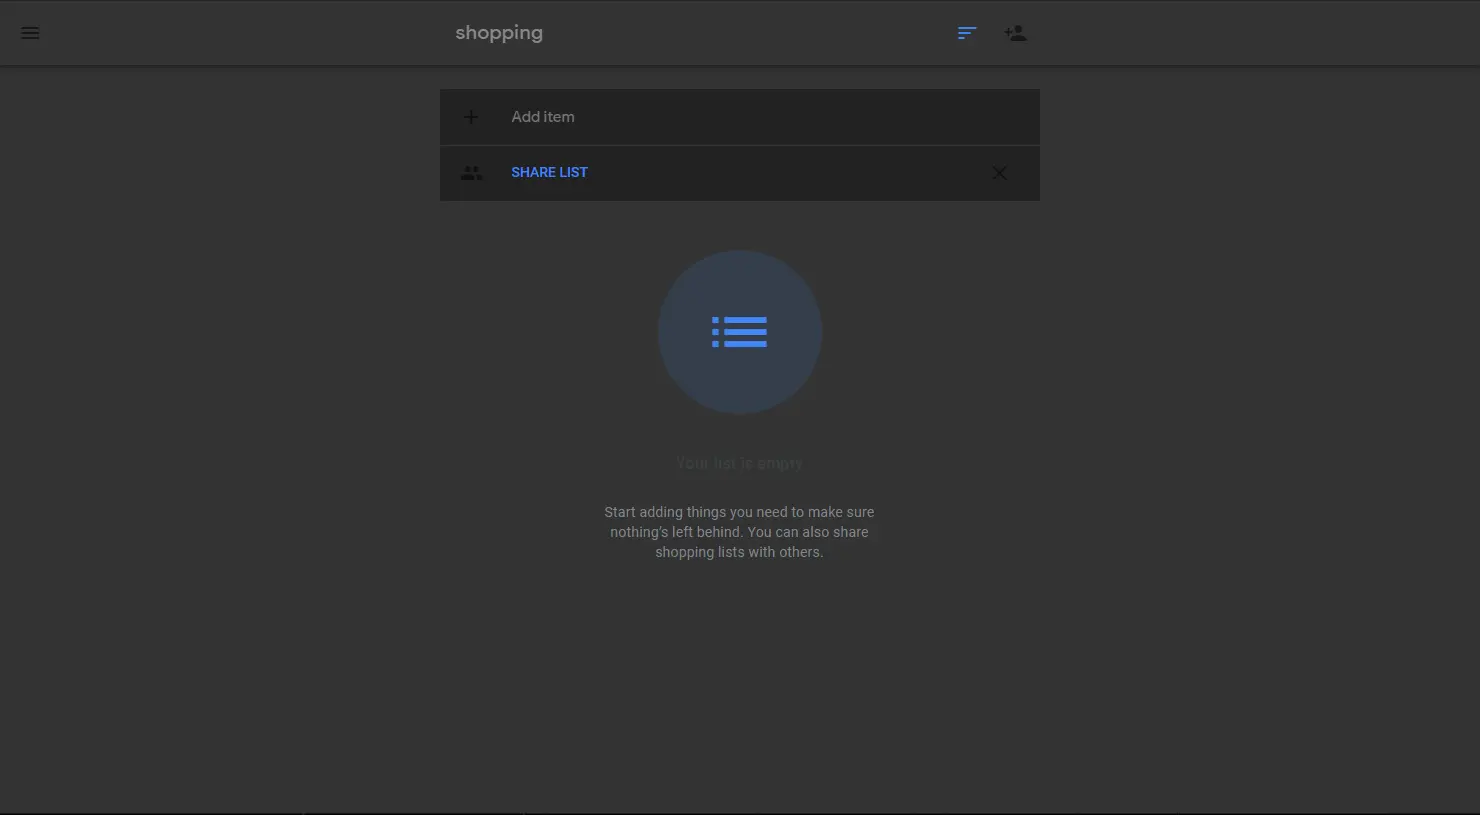 shopping
Add item
SHARE LIST
Your list is empty
Start adding things you need to make sure
nothing's left behind. You can also share
shopping lists with others.